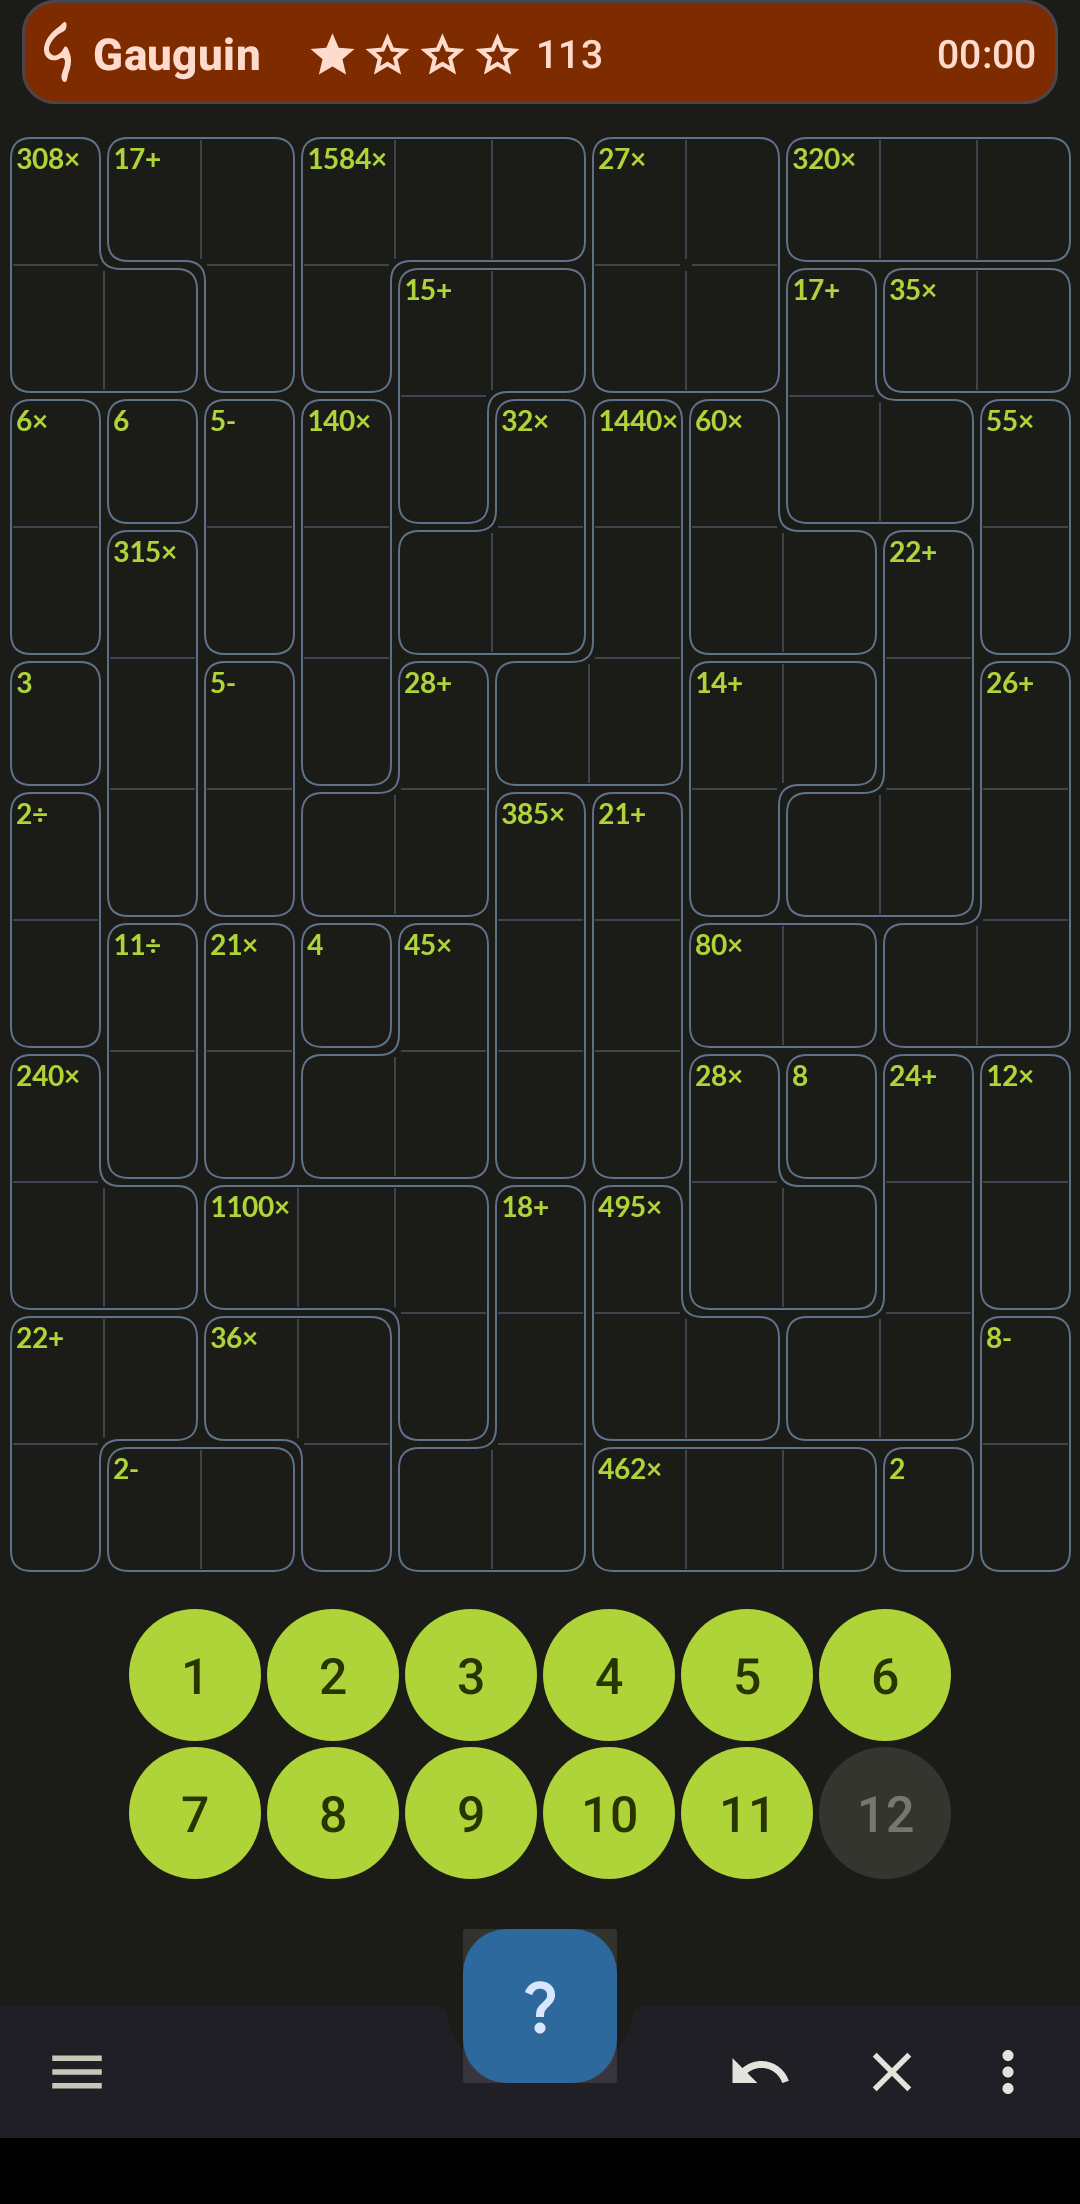 Gauguin 113 00:00
308× 17+ 1584× 27× 320×
15+ 17+ 35×
6× 6 5- 140× 32× 1440× 60× 55×
315× 22+
3 5- 28+ 14+ 26+
2÷ 385× 21+
11÷ 21× 4 45× 80×
240× 28× 8 24+ 12×
1100× 18+ 495×
22+ 36× 8-
2- 462× 2
1 2 3 4 5 6
7 8 9 10 11 12
?